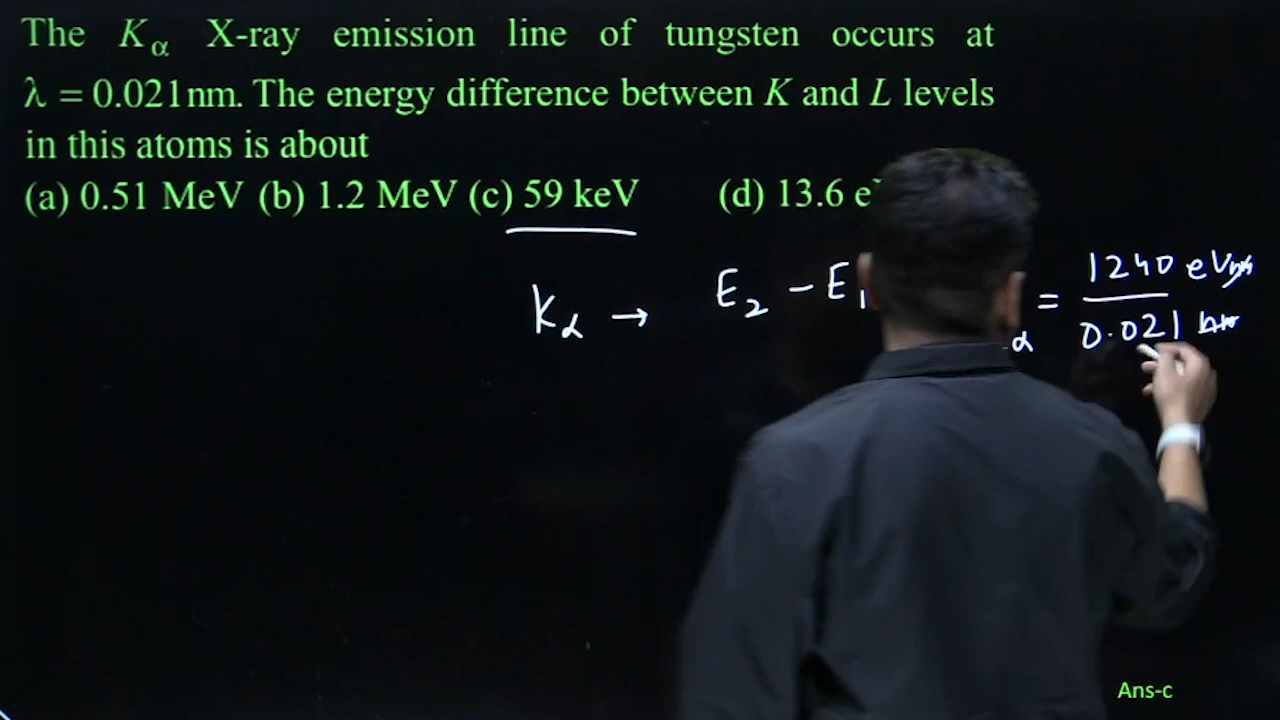 The Kα X-ray emission line of tungsten occurs at
λ = 0.021nm. The energy difference between K and L levels
in this atoms is about
(a) 0.51 MeV (b) 1.2 MeV (c) 59 keV (d) 13.6 e
Kα → E2 - E1 α = 1240 eVnm
0.021 nm
Ans-c